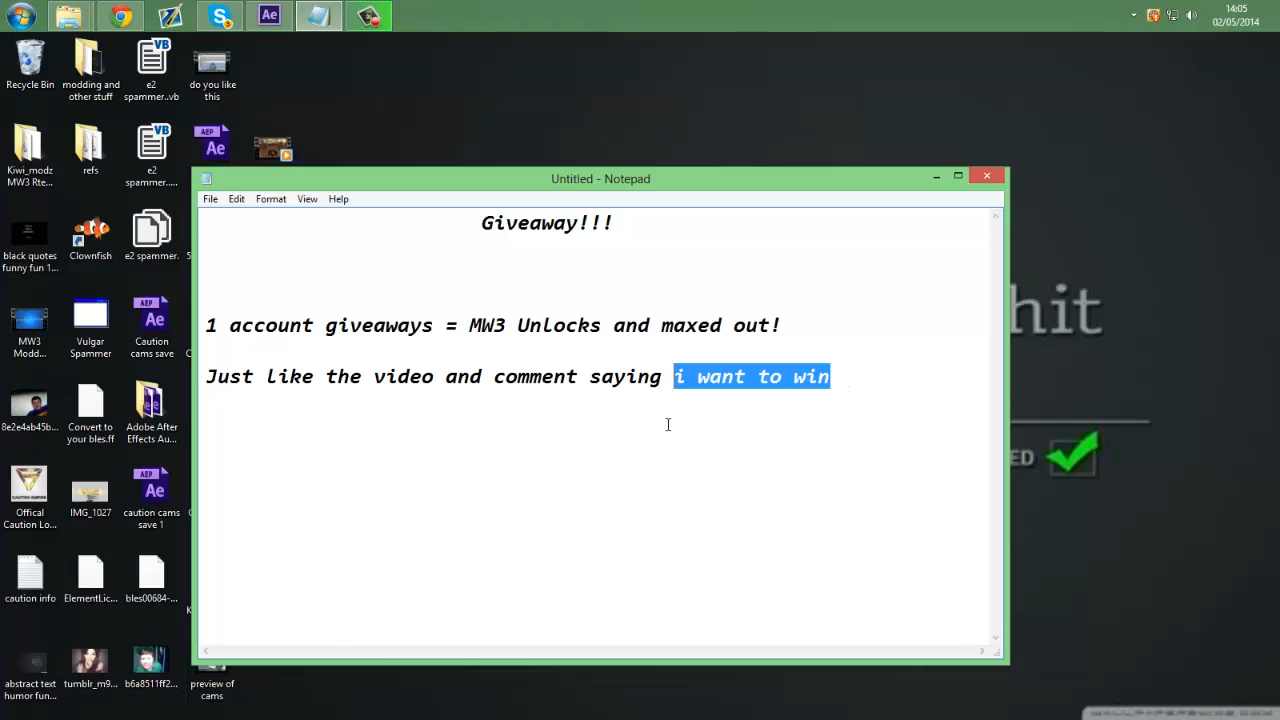 14:05
02/05/2014
Recycle Bin
modding and
other stuff
e2
spammer..vb
do you like
this
Kiwi_modz
MW3 Rte...
refs
e2
spammer....
black quotes
funny fun 1...
Clownfish
e2 spammer.
MW3
Modd...
Vulgar
Spammer
Caution
cams save
8e2e4ab45b...
Convert to
your bles.ff
Adobe After
Effects Au...
Offical
Caution Lo...
IMG_1027
caution cams
save 1
caution info
ElementLic...
bles00684-...
abstract text
humor fun...
tumblr_m9...
b6a8511ff2...
preview of
cams
Untitled - Notepad
File Edit Format View Help
Giveaway!!!
1 account giveaways = MW3 Unlocks and maxed out!
Just like the video and comment saying i want to win
hit
ED